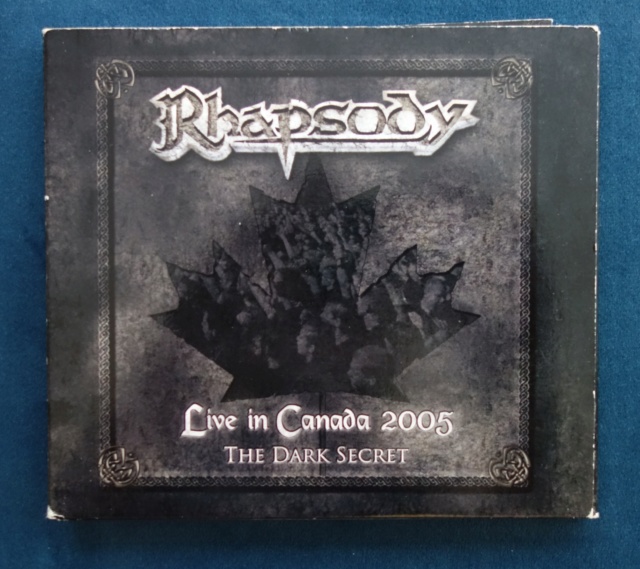 Rhapsody
Live in Canada 2005
THE DARK SECRET